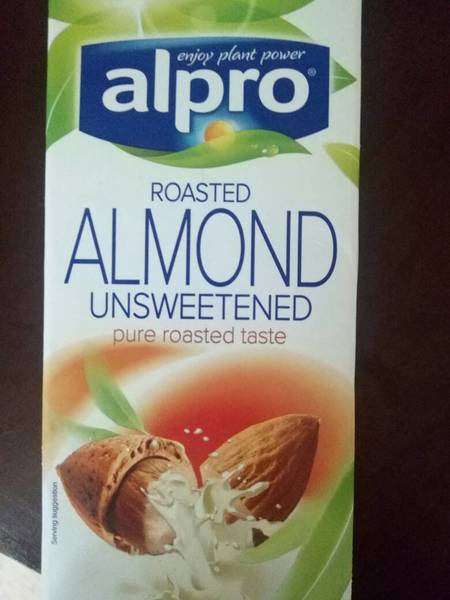 enjoy plant power
alpro®
ROASTED
ALMOND
UNSWEETENED
pure roasted taste
Serving suggestion